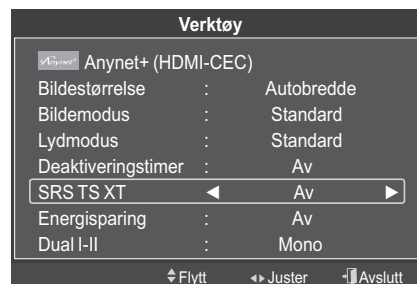 Verktøy
Anynet+ Anynet+ (HDMI-CEC)
Bildestørrelse : Autobredde
Bildemodus : Standard
Lydmodus : Standard
Deaktiveringstimer : Av
SRS TS XT ◄ Av ►
Energisparing : Av
Dual I-II : Mono
Flytt Juster Avslutt